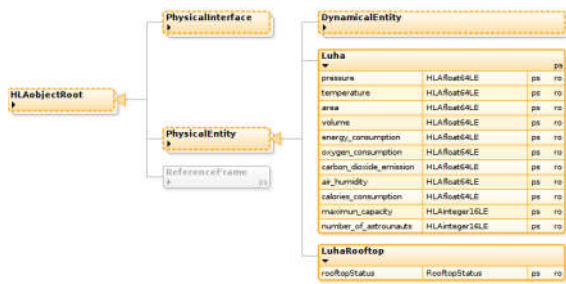 PhysicalInterface
HLAobjectRoot
PhysicalEntity
ReferenceFrame
ps
DynamicalEntity
Luha
ps
pressure HLAfloat64LE ps ro
temperature HLAfloat64LE ps ro
area HLAfloat64LE ps ro
volume HLAfloat64LE ps ro
energy_consumption HLAfloat64LE ps ro
oxygen_consumption HLAfloat64LE ps ro
carbon_dioxide_emission HLAfloat64LE ps ro
air_humidity HLAfloat64LE ps ro
calories_consumption HLAfloat64LE ps ro
maximun_capacity HLAinteger16LE ps ro
number_of_astrounauts HLAinteger16LE ps ro
LuhaRooftop
rooftopStatus RooftopStatus ps ro